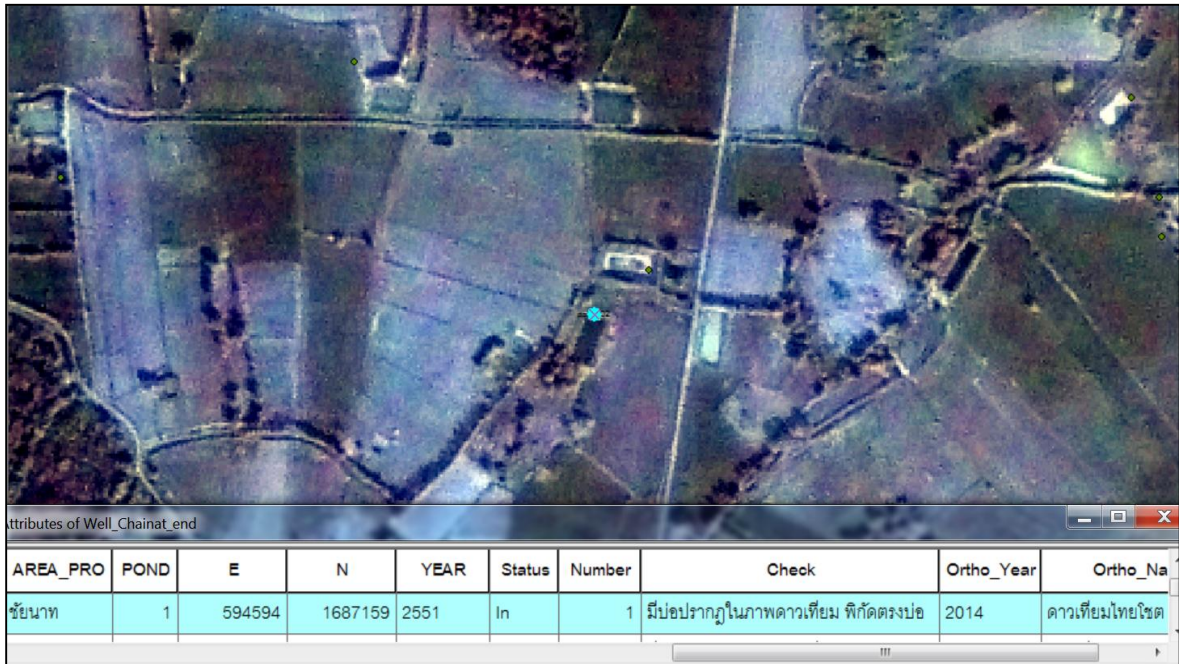 Attributes of Well_Chainat_end
AREA_PRO POND E N YEAR Status Number Check Ortho_Year Ortho_Na
ชัยนาท 1 594594 1687159 2551 In 1 มีบ่อปรากฏในภาพดาวเทียม พิกัดตรงบ่อ 2014 ดาวเทียมไทยโชต